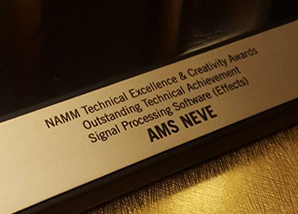 NAMM Technical Excellence & Creativity Awards
Outstanding Technical Achievement
Signal Processing Software (Effects)
AMS NEVE